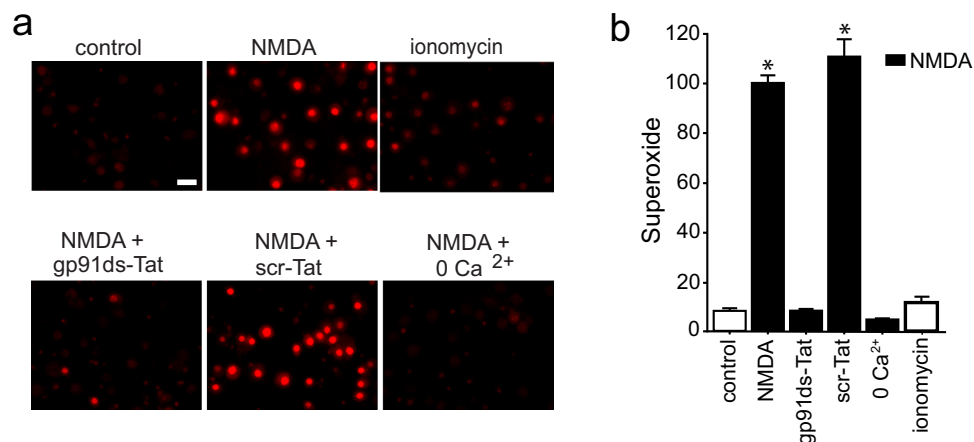 a
control
NMDA
ionomycin
NMDA +
gp91ds-Tat
NMDA +
scr-Tat
NMDA +
0 Ca 2+
b
120
100
80
60
40
20
0
Superoxide
*
*
NMDA
control
NMDA
gp91ds-Tat
scr-Tat
0 Ca2+
ionomycin